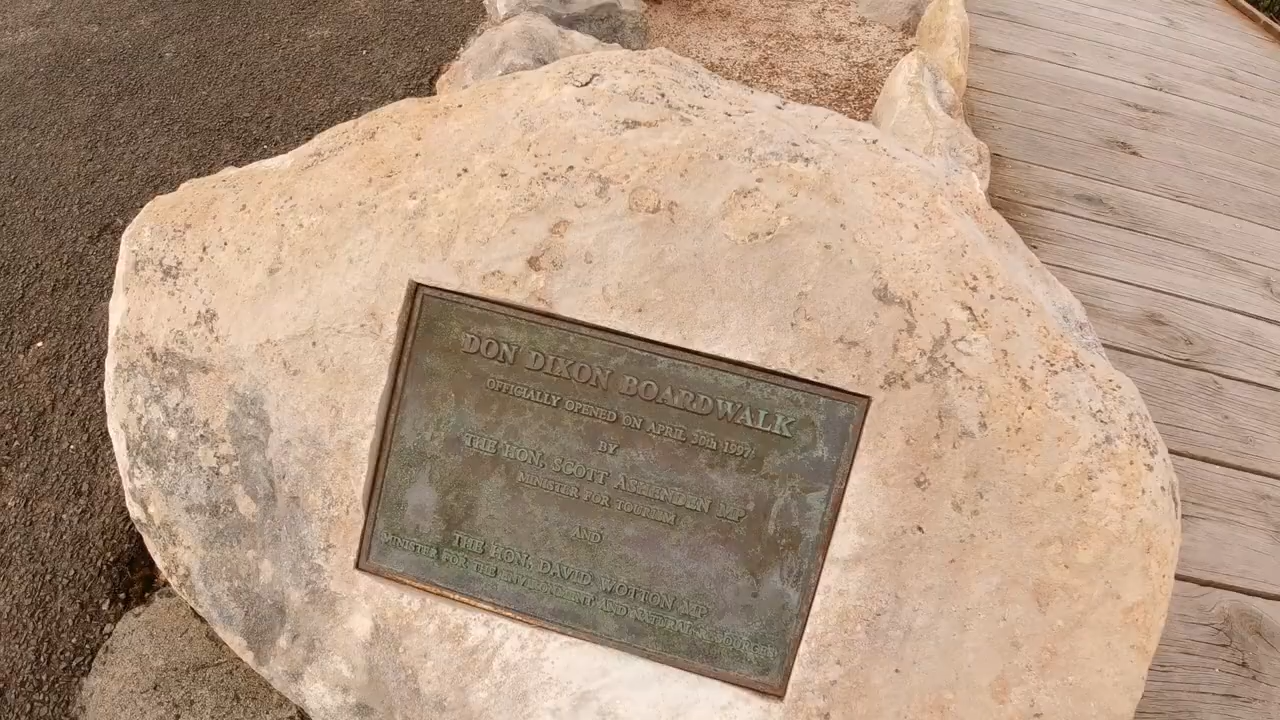 DON DIXON BOARDWALK
OFFICIALLY OPENED ON APRIL 30th 1997
BY
THE HON. SCOTT ASHENDEN MP
MINISTER FOR TOURISM
AND
THE HON. DAVID WOTTON MP
MINISTER FOR THE ENVIRONMENT AND NATURAL RESOURCES